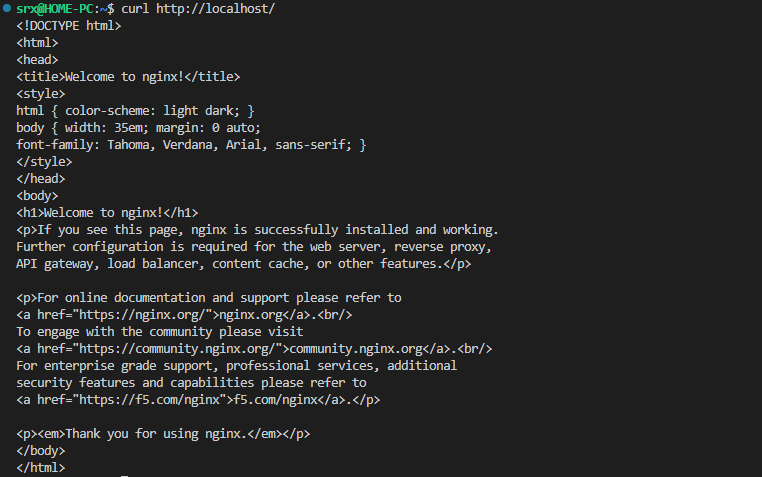 srx@HOME-PC:~$ curl http://localhost/
<!DOCTYPE html>
<html>
<head>
<title>Welcome to nginx!</title>
<style>
html { color-scheme: light dark; }
body { width: 35em; margin: 0 auto;
font-family: Tahoma, Verdana, Arial, sans-serif; }
</style>
</head>
<body>
<h1>Welcome to nginx!</h1>
<p>If you see this page, nginx is successfully installed and working.
Further configuration is required for the web server, reverse proxy,
API gateway, load balancer, content cache, or other features.</p>

<p>For online documentation and support please refer to
<a href="https://nginx.org/">nginx.org</a>.<br/>
To engage with the community please visit
<a href="https://community.nginx.org/">community.nginx.org</a>.<br/>
For enterprise grade support, professional services, additional
security features and capabilities please refer to
<a href="https://f5.com/nginx">f5.com/nginx</a>.</p>

<p><em>Thank you for using nginx.</em></p>
</body>
</html>